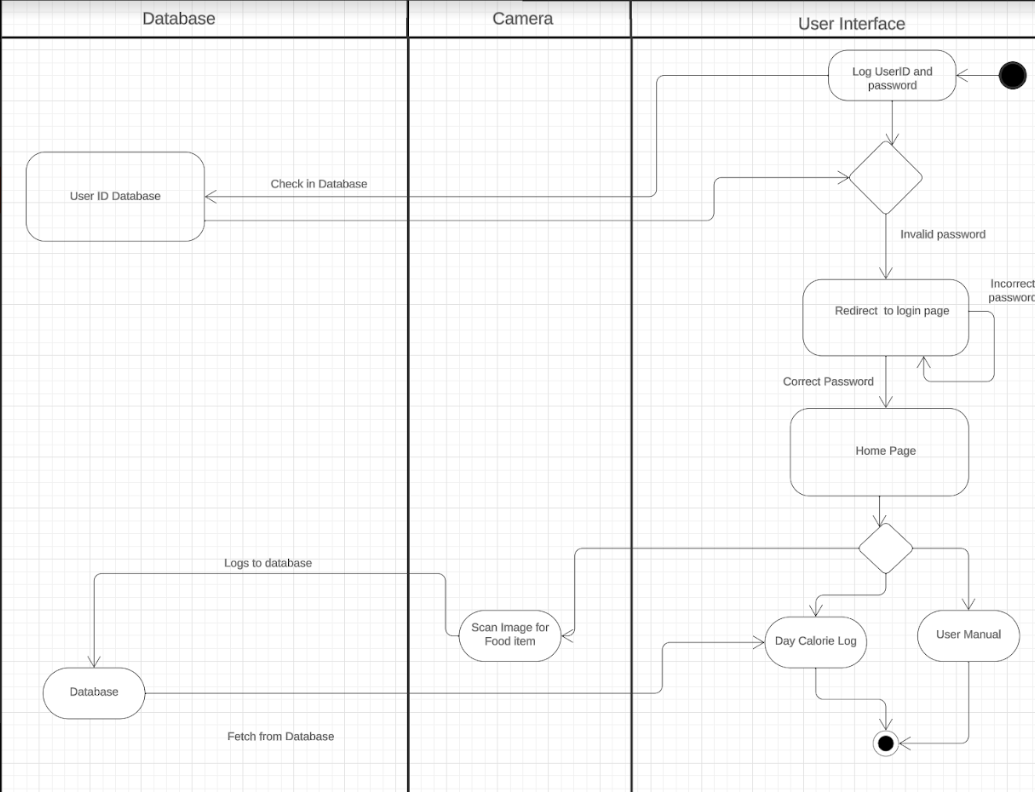 Database
Camera
User Interface
Log UserID and
password
User ID Database
Check in Database
Invalid password
Incorrect
password
Redirect  to login page
Correct Password
Home Page
Logs to database
Scan Image for
Food item
Day Calorie Log
User Manual
Database
Fetch from Database